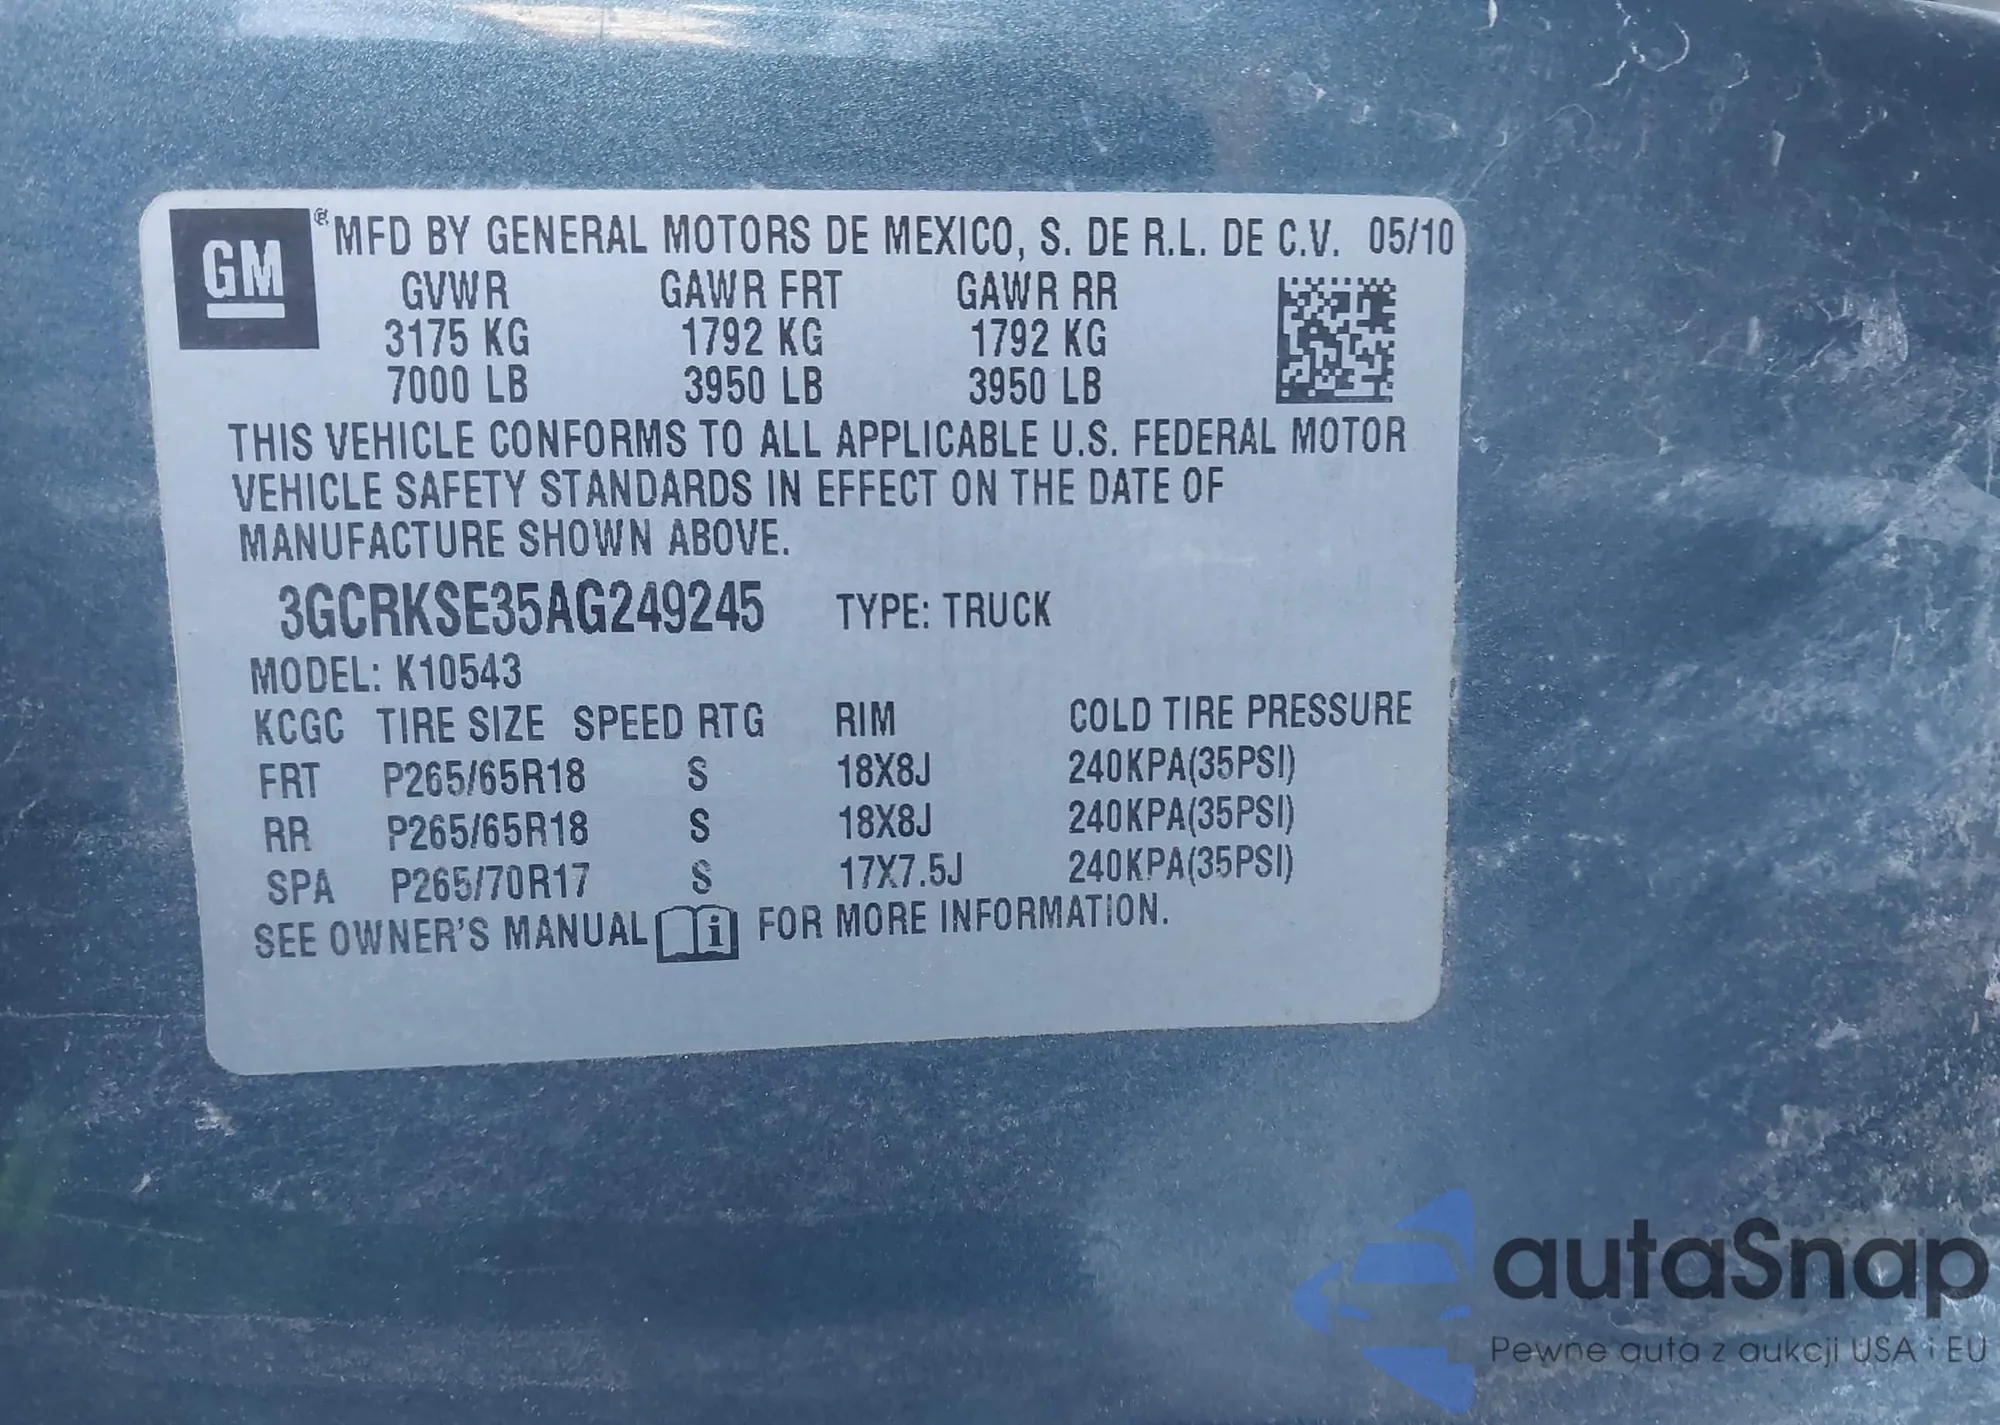 GM ® MFD BY GENERAL MOTORS DE MEXICO, S. DE R.L. DE C.V. 05/10
GVWR GAWR FRT GAWR RR
3175 KG 1792 KG 1792 KG
7000 LB 3950 LB 3950 LB
THIS VEHICLE CONFORMS TO ALL APPLICABLE U.S. FEDERAL MOTOR
VEHICLE SAFETY STANDARDS IN EFFECT ON THE DATE OF
MANUFACTURE SHOWN ABOVE.
3GCRKSE35AG249245 TYPE: TRUCK
MODEL: K10543
KCGC TIRE SIZE SPEED RTG RIM COLD TIRE PRESSURE
FRT P265/65R18 S 18X8J 240KPA(35PSI)
RR P265/65R18 S 18X8J 240KPA(35PSI)
SPA P265/70R17 S 17X7.5J 240KPA(35PSI)
SEE OWNER'S MANUAL i FOR MORE INFORMATION.
autaSnap
Pewne auta z aukcji USA i EU